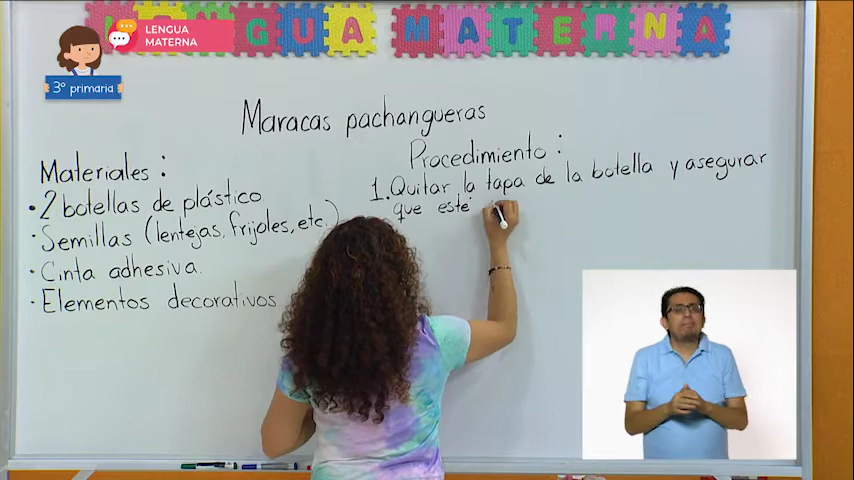 LENGUA MATERNA
LENGUA
MATERNA
3º primaria
Maracas pachangueras
Materiales:
• 2 botellas de plástico
· Semillas (lentejas, frijoles, etc.)
· Cinta adhesiva.
· Elementos decorativos
Procedimiento:
1. Quitar la tapa de la botella y asegurar
que esté